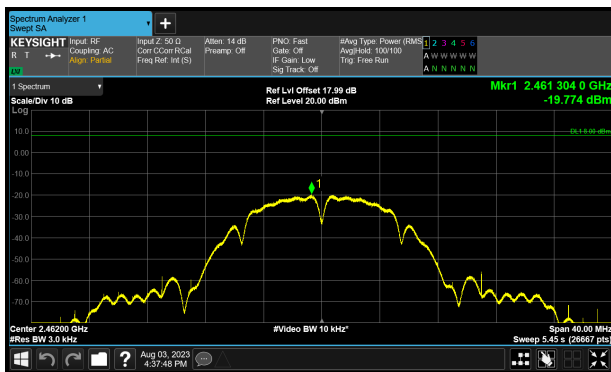 Spectrum Analyzer 1
Swept SA
+
KEYSIGHT
R T
Input: RF
Coupling: AC
Align: Partial
Input Z: 50 Ω
Corr CCorr RCal
Freq Ref: Int (S)
Atten: 14 dB
Preamp: Off
PNO: Fast
Gate: Off
IF Gain: Low
Sig Track: Off
#Avg Type: Power (RMS
Avg|Hold: 100/100
Trig: Free Run
1 2 3 4 5 6
A W W W W W
A N N N N N
1 Spectrum
Scale/Div 10 dB
Ref Lvl Offset 17.99 dB
Ref Level 20.00 dBm
Mkr1 2.461 304 0 GHz
-19.774 dBm
Log
10.0
DL1 8.00 dBm
0.00
-10.0
1
-20.0
-30.0
-40.0
-50.0
-60.0
-70.0
Center 2.46200 GHz
#Res BW 3.0 kHz
#Video BW 10 kHz*
Span 40.00 MHz
Sweep 5.45 s (26667 pts)
?
Aug 03, 2023
4:37:48 PM